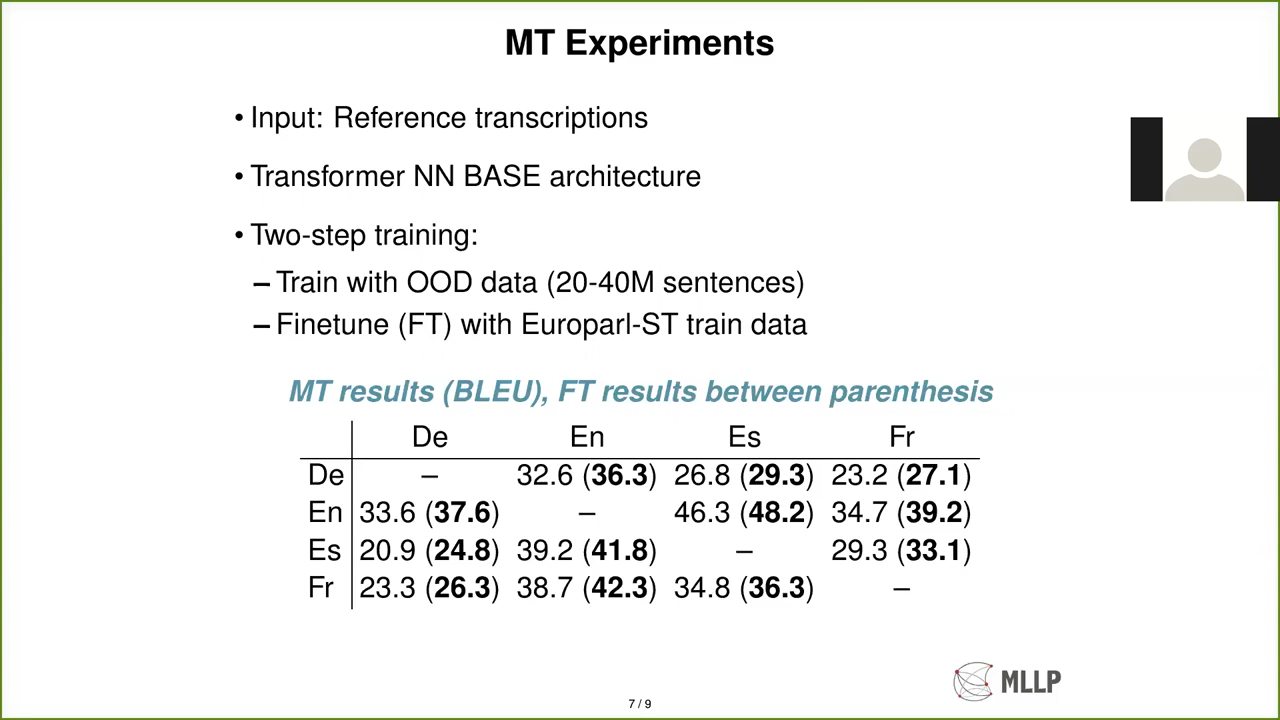 MT Experiments
• Input: Reference transcriptions
• Transformer NN BASE architecture
• Two-step training:
– Train with OOD data (20-40M sentences)
– Finetune (FT) with Europarl-ST train data
MT results (BLEU), FT results between parenthesis
De En Es Fr
De – 32.6 (36.3) 26.8 (29.3) 23.2 (27.1)
En 33.6 (37.6) – 46.3 (48.2) 34.7 (39.2)
Es 20.9 (24.8) 39.2 (41.8) – 29.3 (33.1)
Fr 23.3 (26.3) 38.7 (42.3) 34.8 (36.3) –
MLLP
7 / 9